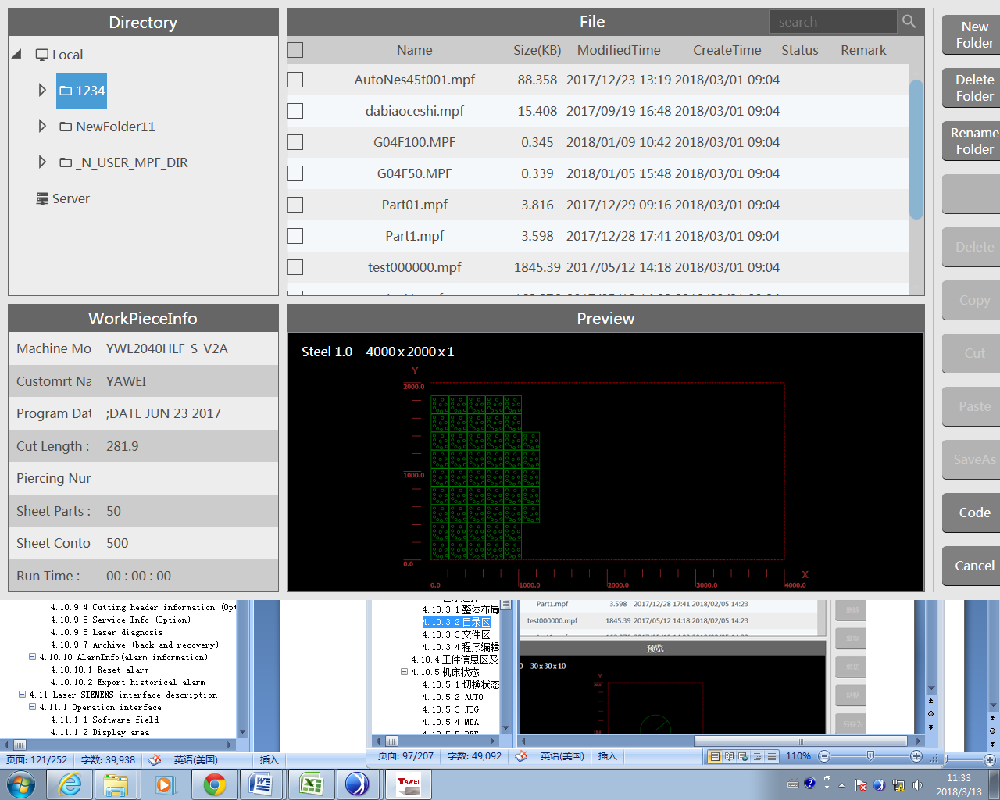 Directory
Local
1234
NewFolder11
_N_USER_MPF_DIR
Server
File
search
Name Size(KB) ModifiedTime CreateTime Status Remark
AutoNes45t001.mpf 88.358 2017/12/23 13:19 2018/03/01 09:04
dabiaoceshi.mpf 15.408 2017/09/19 16:48 2018/03/01 09:04
G04F100.MPF 0.345 2018/01/09 10:42 2018/03/01 09:04
G04F50.MPF 0.339 2018/01/05 15:48 2018/03/01 09:04
Part01.mpf 3.816 2017/12/29 09:16 2018/03/01 09:04
Part1.mpf 3.598 2017/12/28 17:41 2018/03/01 09:04
test000000.mpf 1845.39 2017/05/12 14:18 2018/03/01 09:04
New
Folder
Delete
Folder
Rename
Folder
Delete
Copy
Cut
Paste
SaveAs
Code
Cancel
WorkPieceInfo
Machine Mo YWL2040HLF_S_V2A
Customrt Na YAWEI
Program Dat ;DATE JUN 23 2017
Cut Length : 281.9
Piercing Nur
Sheet Parts : 50
Sheet Conto 500
Run Time : 00 : 00 : 00
Preview
Steel 1.0 4000 x 2000 x 1
Y
2000.0
1000.0
0.0
0.0 1000.0 2000.0 3000.0 4000.0
X
4.10.9.4 Cutting header information (Opt
4.10.9.5 Service Info (Option)
4.10.9.6 Laser diagnosis
4.10.9.7 Archive (back and recovery)
4.10.10 AlarmInfo(alarm information)
4.10.10.1 Reset alarm
4.10.10.2 Export historical alarm
4.11 Laser SIEMENS interface description
4.11.1 Operation interface
4.11.1.1 Software field
4.11.1.2 Display area
页面: 121/252 字数: 39,938 英语(美国) 插入
4.10.3.1 整体布局
4.10.3.2 目录区
4.10.3.3 文件区
4.10.3.4 程序编辑
4.10.4 工件信息区及
4.10.5 机床状态
4.10.5.1 切换状态
4.10.5.2 AUTO
4.10.5.3 JOG
4.10.5.4 MDA
Part1.mpf 3.598 2017/12/28 17:41 2018/02/05 14:23
test000000.mpf 1845.39 2017/05/12 14:18 2018/02/05 14:23
预览
0 30 x 30 x 10
复制
剪切
粘贴
另存为
页面: 97/207 字数: 49,092 英语(美国) 插入 110%
YAWEI
11:33
2018/3/13